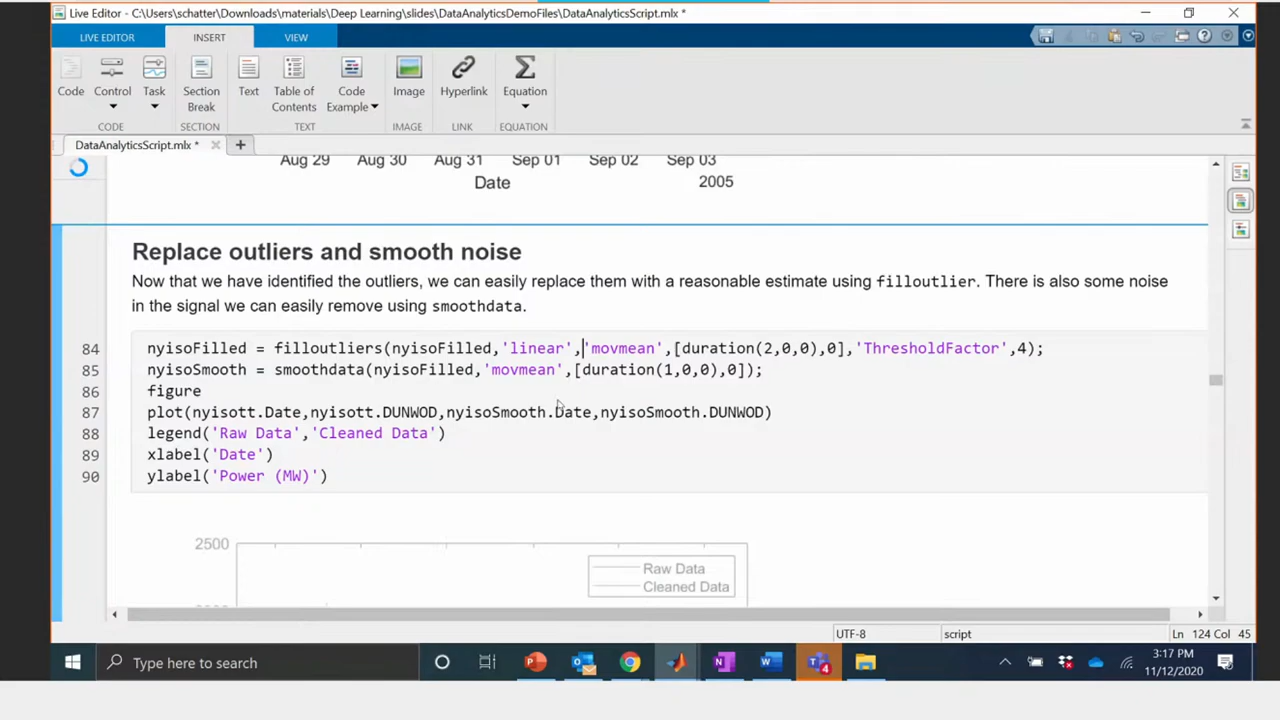 Live Editor - C:\Users\schatter\Downloads\materials\Deep Learning\slides\DataAnalyticsDemoFiles\DataAnalyticsScript.mlx *
LIVE EDITOR INSERT VIEW
Code Control Task Section Break Text Table of Contents Code Example Image Hyperlink Equation
CODE SECTION TEXT IMAGE LINK EQUATION
DataAnalyticsScript.mlx *
Aug 29 Aug 30 Aug 31 Sep 01 Sep 02 Sep 03
Date 2005
Replace outliers and smooth noise
Now that we have identified the outliers, we can easily replace them with a reasonable estimate using filloutlier. There is also some noise
in the signal we can easily remove using smoothdata.
84 nyisoFilled = filloutliers(nyisoFilled,'linear','movmean',[duration(2,0,0),0],'ThresholdFactor',4);
85 nyisoSmooth = smoothdata(nyisoFilled,'movmean',[duration(1,0,0),0]);
86 figure
87 plot(nyisott.Date,nyisott.DUNWOD,nyisoSmooth.Date,nyisoSmooth.DUNWOD)
88 legend('Raw Data','Cleaned Data')
89 xlabel('Date')
90 ylabel('Power (MW)')
2500
Raw Data
Cleaned Data
UTF-8 script Ln 124 Col 45
Type here to search
4
3:17 PM
11/12/2020